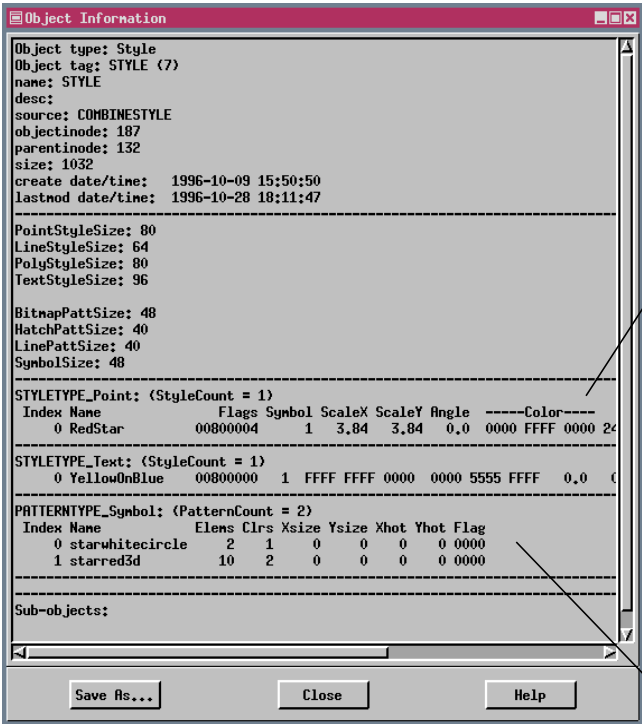 Object Information
Object type: Style
Object tag: STYLE (7)
name: STYLE
desc:
source: COMBINESTYLE
objectinode: 187
parentinode: 132
size: 1032
create date/time:   1996-10-09 15:50:50
lastmod date/time:  1996-10-28 18:11:47
PointStyleSize: 80
LineStyleSize: 64
PolyStyleSize: 80
TextStyleSize: 96
BitmapPattSize: 48
HatchPattSize: 40
LinePattSize: 40
SymbolSize: 48
STYLETYPE_Point: (StyleCount = 1)
Index Name Flags Symbol ScaleX ScaleY Angle -----Color----
0 RedStar 00800004 1 3.84 3.84 0.0 0000 FFFF 0000 24
STYLETYPE_Text: (StyleCount = 1)
0 YellowOnBlue 00800000 1 FFFF FFFF 0000 0000 5555 FFFF 0.0
PATTERNTYPE_Symbol: (PatternCount = 2)
Index Name Elems Clrs Xsize Ysize Xhot Yhot Flag
0 starwhitecircle 2 1 0 0 0 0 0000
1 starred3d 10 2 0 0 0 0 0000
Sub-objects:
Save As... Close Help